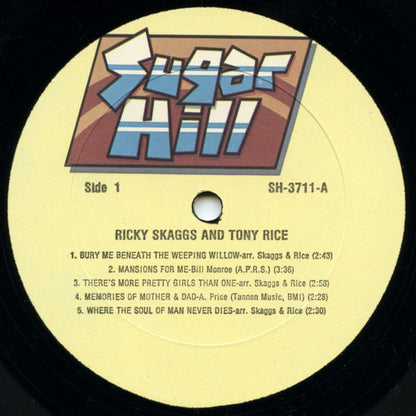 Sugar
Hill
Side 1 SH-3711-A
RICKY SKAGGS AND TONY RICE
1. BURY ME BENEATH THE WEEPING WILLOW-arr. Skaggs & Rice (2:43)
2. MANSIONS FOR ME-Bill Monroe (A.P.R.S.) (3:36)
3. THERE'S MORE PRETTY GIRLS THAN ONE-arr. Skaggs & Rice (2:58)
4. MEMORIES OF MOTHER & DAD-A. Price (Tannen Music, BMI) (2:28)
5. WHERE THE SOUL OF MAN NEVER DIES-arr. Skaggs & Rice (2:30)